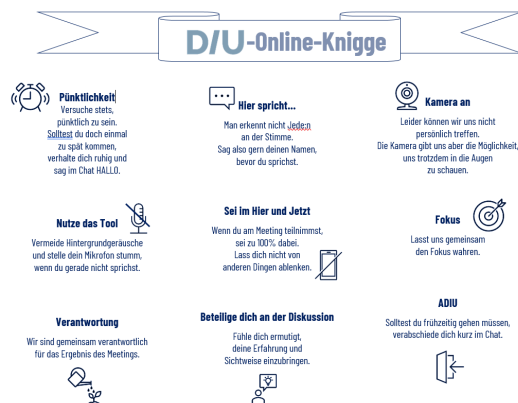 DIU-Online-Knigge
Pünktlichkeit
Versuche stets,
pünktlich zu sein.
Solltest du doch einmal
zu spät kommen,
verhalte dich ruhig und
sag im Chat HALLO.
Hier spricht...
Man erkennt nicht Jede:n
an der Stimme.
Sag also gern deinen Namen,
bevor du sprichst.
Kamera an
Leider können wir uns nicht
persönlich treffen.
Die Kamera gibt uns aber die Möglichkeit,
uns trotzdem in die Augen
zu schauen.
Nutze das Tool
Vermeide Hintergrundgeräusche
und stelle dein Mikrofon stumm,
wenn du gerade nicht sprichst.
Sei im Hier und Jetzt
Wenn du am Meeting teilnimmst,
sei zu 100% dabei.
Lass dich nicht von
anderen Dingen ablenken.
Fokus
Lasst uns gemeinsam
den Fokus wahren.
Verantwortung
Wir sind gemeinsam verantwortlich
für das Ergebnis des Meetings.
Beteilige dich an der Diskussion
Fühle dich ermutigt,
deine Erfahrung und
Sichtweise einzubringen.
ADIU
Solltest du frühzeitig gehen müssen,
verabschiede dich kurz im Chat.